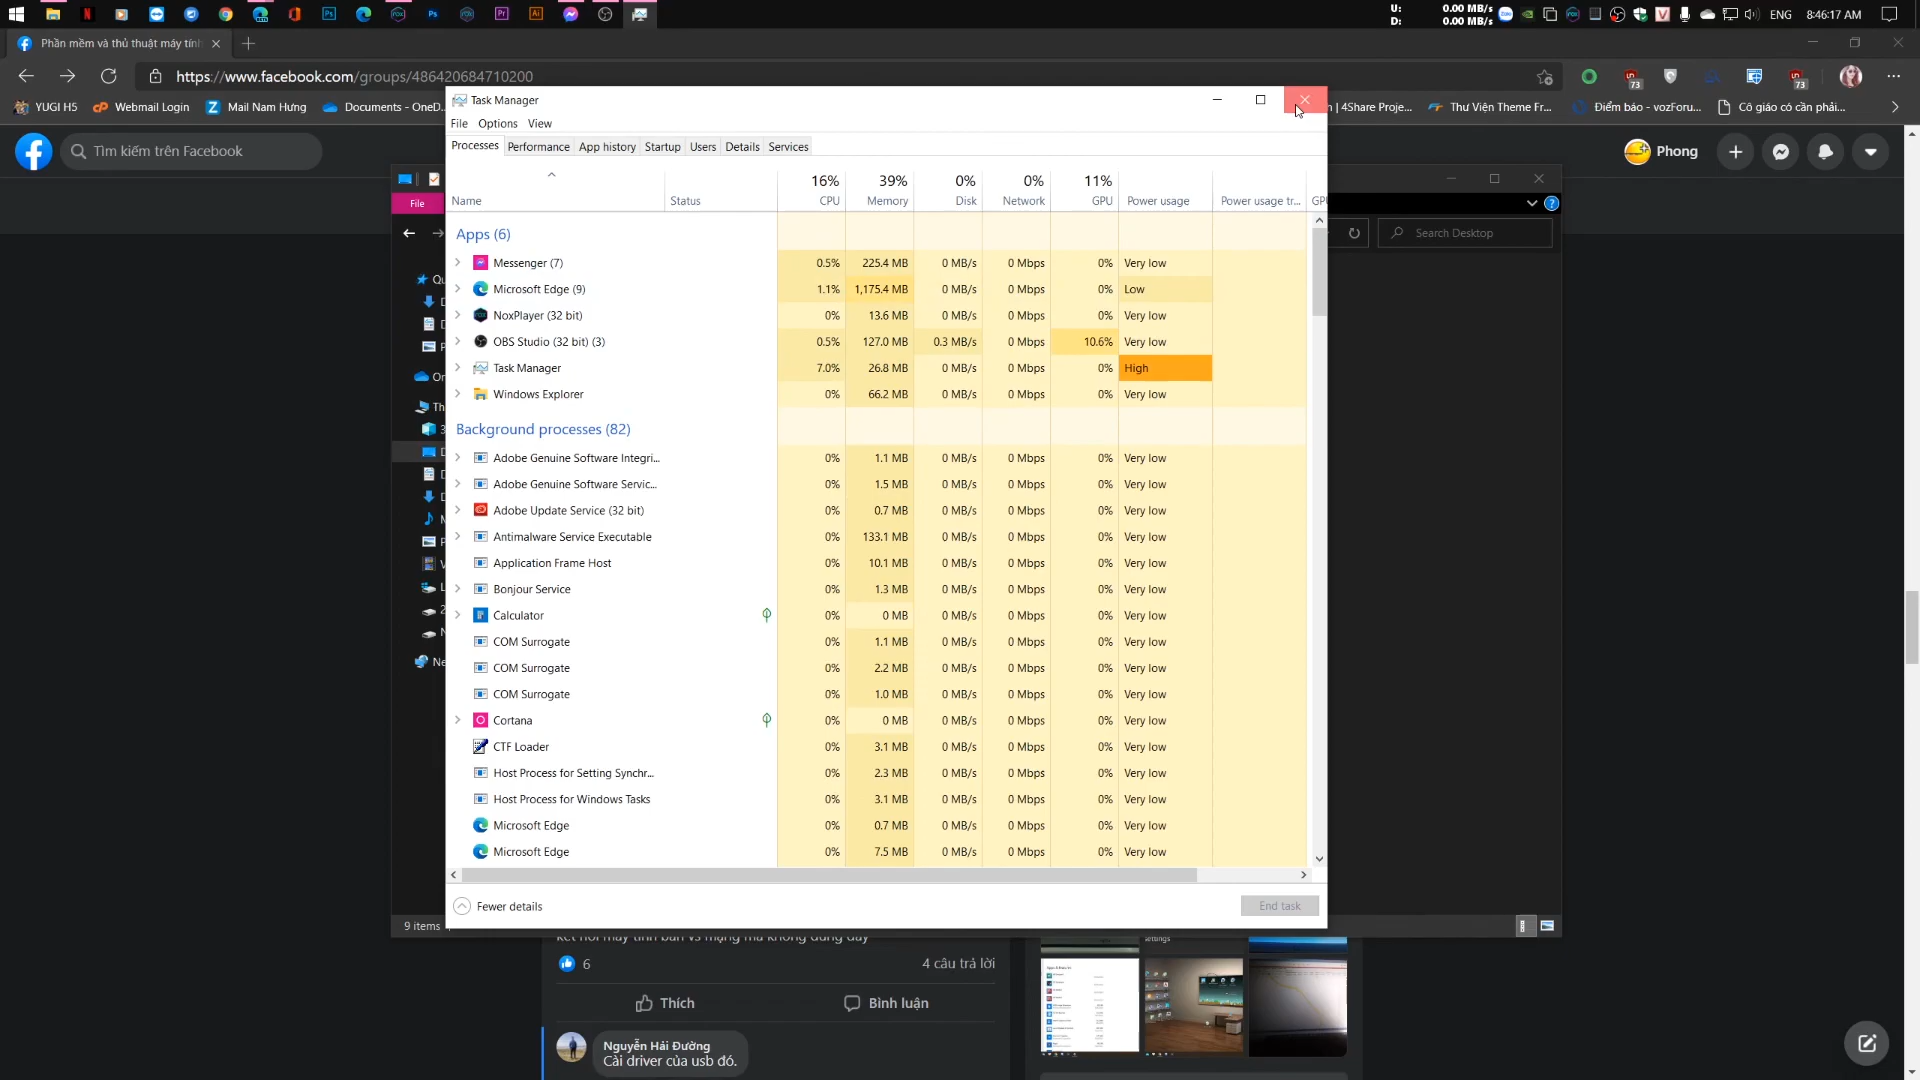 U: 0.00 MB/s
D: 0.00 MB/s
ENG 8:46:17 AM
Phần mềm và thủ thuật máy tính
https://www.facebook.com/groups/486420684710200
73
73
YUGI H5
Webmail Login
Mail Nam Hưng
Documents - OneD...
| 4Share Proje...
Thư Viện Theme Fr...
Điểm báo - vozForu...
Cô giáo có cần phải...
Tìm kiếm trên Facebook
Phong
File
Search Desktop
9 items
Task Manager
File Options View
Processes Performance App history Startup Users Details Services
16% 39% 0% 0% 11%
Name Status CPU Memory Disk Network GPU Power usage Power usage tr... GPU
Apps (6)
Messenger (7) 0.5% 225.4 MB 0 MB/s 0 Mbps 0% Very low
Microsoft Edge (9) 1.1% 1,175.4 MB 0 MB/s 0 Mbps 0% Low
NoxPlayer (32 bit) 0% 13.6 MB 0 MB/s 0 Mbps 0% Very low
OBS Studio (32 bit) (3) 0.5% 127.0 MB 0.3 MB/s 0 Mbps 10.6% Very low
Task Manager 7.0% 26.8 MB 0 MB/s 0 Mbps 0% High
Windows Explorer 0% 66.2 MB 0 MB/s 0 Mbps 0% Very low
Background processes (82)
Adobe Genuine Software Integri... 0% 1.1 MB 0 MB/s 0 Mbps 0% Very low
Adobe Genuine Software Servic... 0% 1.5 MB 0 MB/s 0 Mbps 0% Very low
Adobe Update Service (32 bit) 0% 0.7 MB 0 MB/s 0 Mbps 0% Very low
Antimalware Service Executable 0% 133.1 MB 0 MB/s 0 Mbps 0% Very low
Application Frame Host 0% 10.1 MB 0 MB/s 0 Mbps 0% Very low
Bonjour Service 0% 1.3 MB 0 MB/s 0 Mbps 0% Very low
Calculator 0% 0 MB 0 MB/s 0 Mbps 0% Very low
COM Surrogate 0% 1.1 MB 0 MB/s 0 Mbps 0% Very low
COM Surrogate 0% 2.2 MB 0 MB/s 0 Mbps 0% Very low
COM Surrogate 0% 1.0 MB 0 MB/s 0 Mbps 0% Very low
Cortana 0% 0 MB 0 MB/s 0 Mbps 0% Very low
CTF Loader 0% 3.1 MB 0 MB/s 0 Mbps 0% Very low
Host Process for Setting Synchr... 0% 2.3 MB 0 MB/s 0 Mbps 0% Very low
Host Process for Windows Tasks 0% 3.1 MB 0 MB/s 0 Mbps 0% Very low
Microsoft Edge 0% 0.7 MB 0 MB/s 0 Mbps 0% Very low
Microsoft Edge 0% 7.5 MB 0 MB/s 0 Mbps 0% Very low
Fewer details
End task
6
4 câu trả lời
Thích
Bình luận
Nguyễn Hải Đường
Cài driver của usb đó.